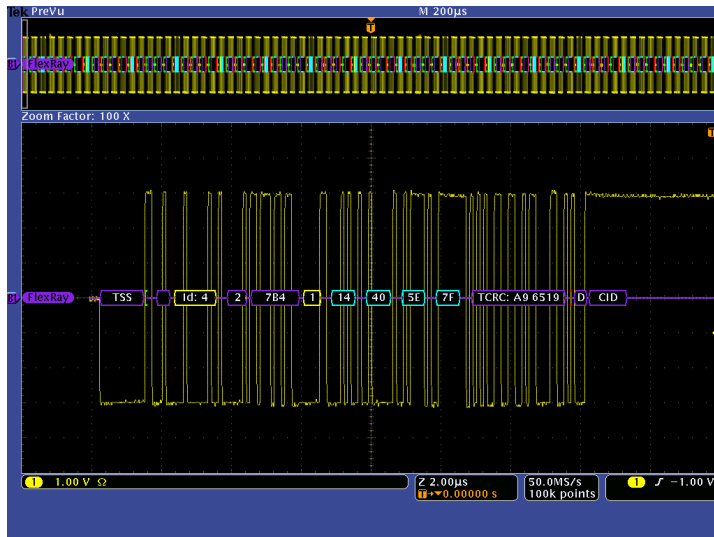 Tek PreVu M 200µs
T
B1 FlexRay
Zoom Factor: 100 X
T
B1 FlexRay TSS Id: 4 2 7B4 1 14 40 5E 7F TCRC: A9 6519 D CID
1 1.00 V Ω Z 2.00µs 50.0MS/s 1 ∫ −1.00 V
T→▼0.00000 s 100k points